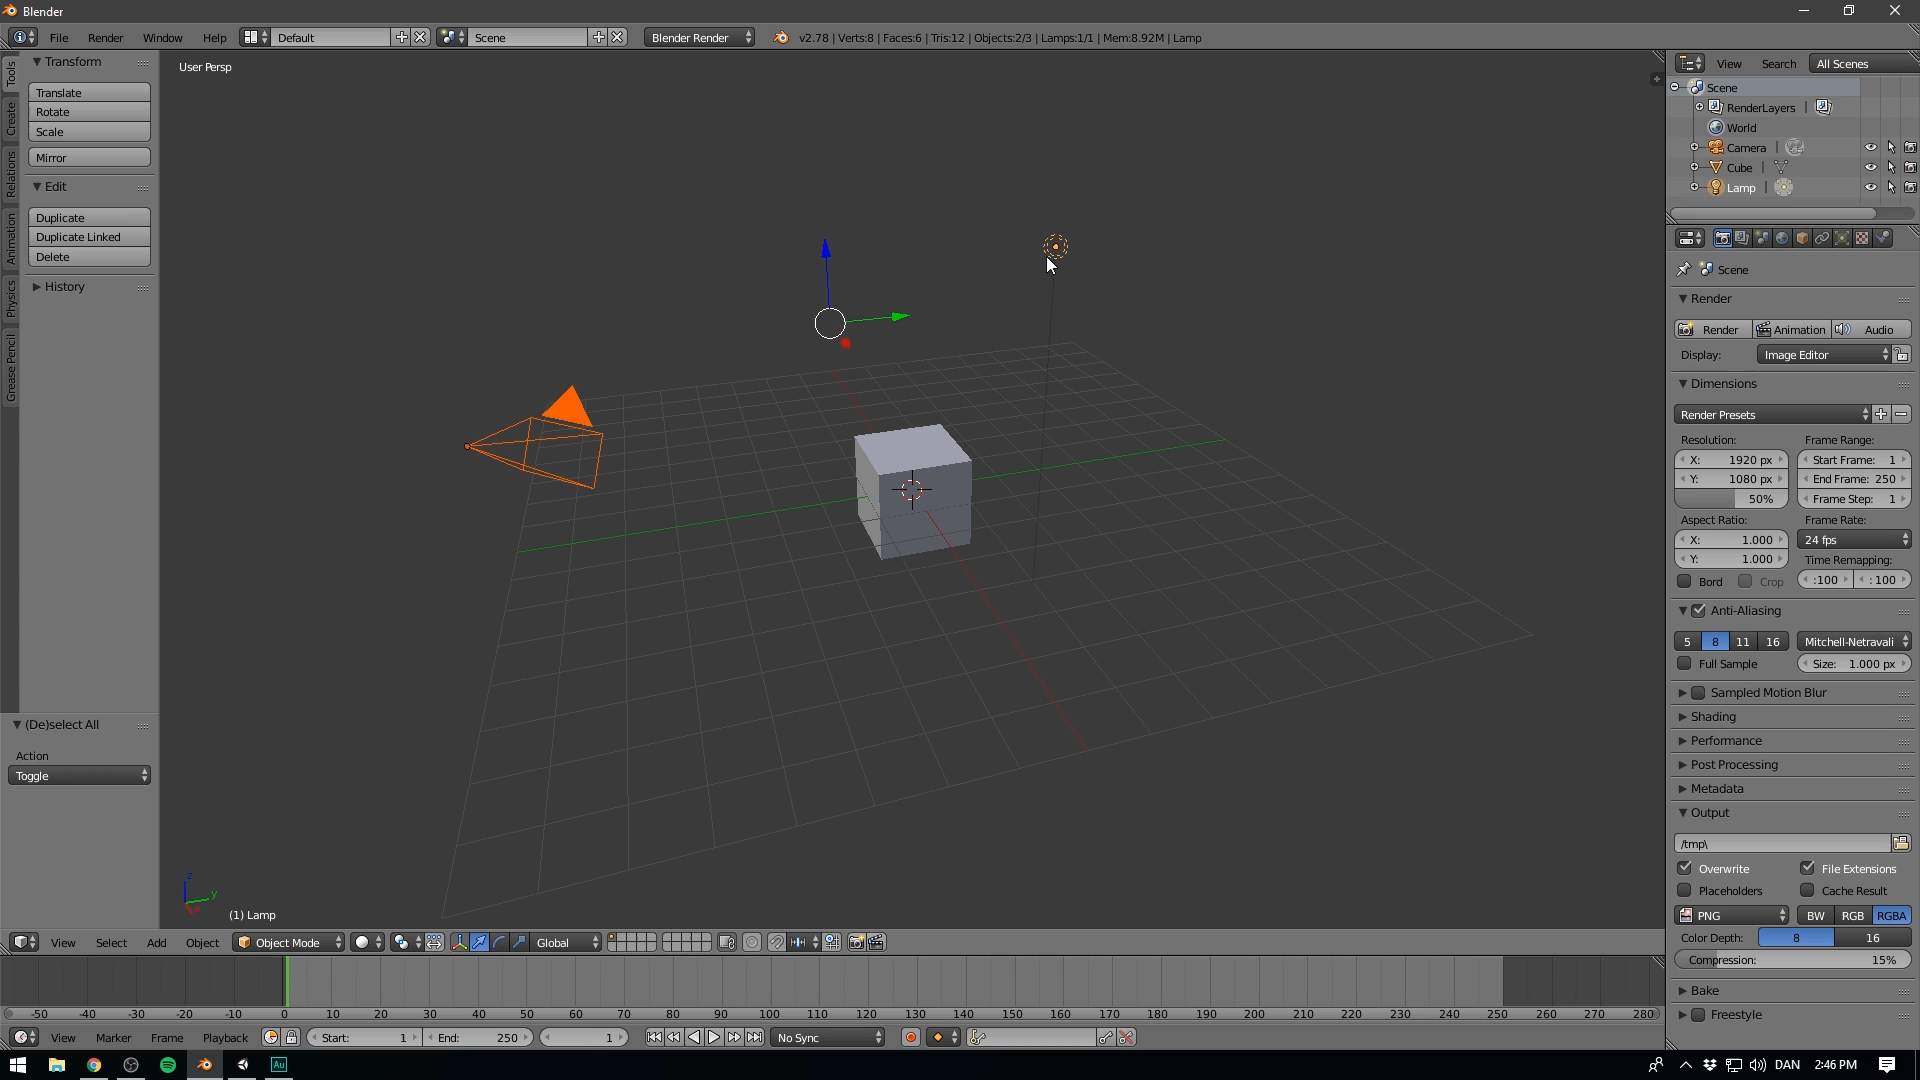 Blender
File Render Window Help Default Scene Blender Render v2.78 | Verts:8 | Faces:6 | Tris:12 | Objects:2/3 | Lamps:1/1 | Mem:8.92M | Lamp
Tools
Create
Relations
Animation
Physics
Grease Pencil
Transform
Translate
Rotate
Scale
Mirror
Edit
Duplicate
Duplicate Linked
Delete
History
(De)select All
Action
Toggle
User Persp
z
y
(1) Lamp
View Select Add Object Object Mode Global
-50 -40 -30 -20 -10 0 10 20 30 40 50 60 70 80 90 100 110 120 130 140 150 160 170 180 190 200 210 220 230 240 250 260 270 280
View Marker Frame Playback Start: 1 End: 250 1 No Sync
View Search All Scenes
Scene
RenderLayers |
World
Camera |
Cube |
Lamp |
Scene
Render
Render Animation Audio
Display: Image Editor
Dimensions
Render Presets
Resolution: Frame Range:
X: 1920 px Start Frame: 1
Y: 1080 px End Frame: 250
50% Frame Step: 1
Aspect Ratio: Frame Rate:
X: 1.000 24 fps
Y: 1.000 Time Remapping:
Bord Crop :100 : 100
Anti-Aliasing
5 8 11 16 Mitchell-Netravali
Full Sample Size: 1.000 px
Sampled Motion Blur
Shading
Performance
Post Processing
Metadata
Output
/tmp\
Overwrite File Extensions
Placeholders Cache Result
PNG BW RGB RGBA
Color Depth: 8 16
Compression: 15%
Bake
Freestyle
Au DAN 2:46 PM